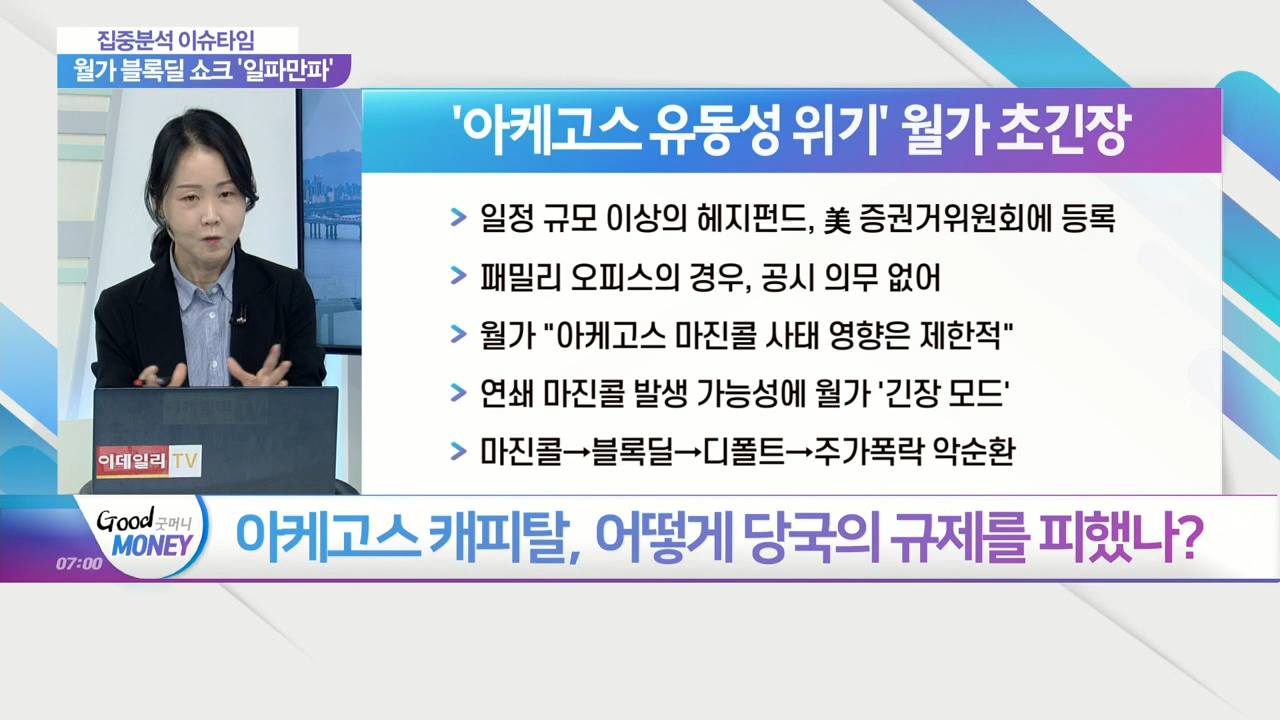 집중분석 이슈타임
월가 블록딜 쇼크 '일파만파'
'아케고스 유동성 위기' 월가 초긴장
> 일정 규모 이상의 헤지펀드, 美 증권거위원회에 등록
> 패밀리 오피스의 경우, 공시 의무 없어
> 월가 "아케고스 마진콜 사태 영향은 제한적"
> 연쇄 마진콜 발생 가능성에 월가 '긴장 모드'
> 마진콜→블록딜→디폴트→주가폭락 악순환
이데일리 TV
Good 굿머니
MONEY
07:00
아케고스 캐피탈, 어떻게 당국의 규제를 피했나?